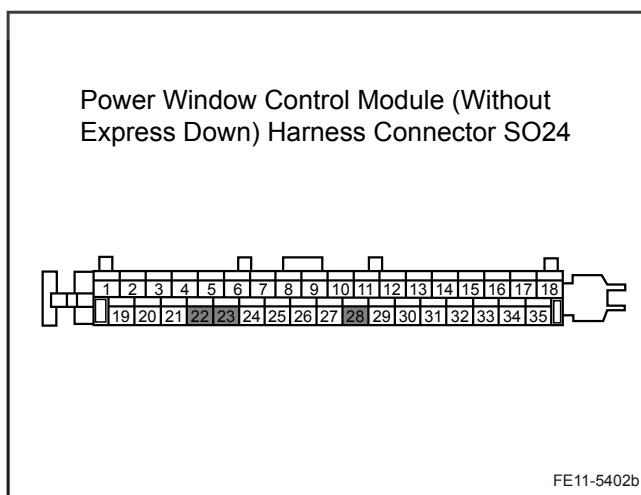 Power Window Control Module (Without
Express Down) Harness Connector SO24
1 2 3 4 5 6 7 8 9 10 11 12 13 14 15 16 17 18
19 20 21 22 23 24 25 26 27 28 29 30 31 32 33 34 35
FE11-5402b